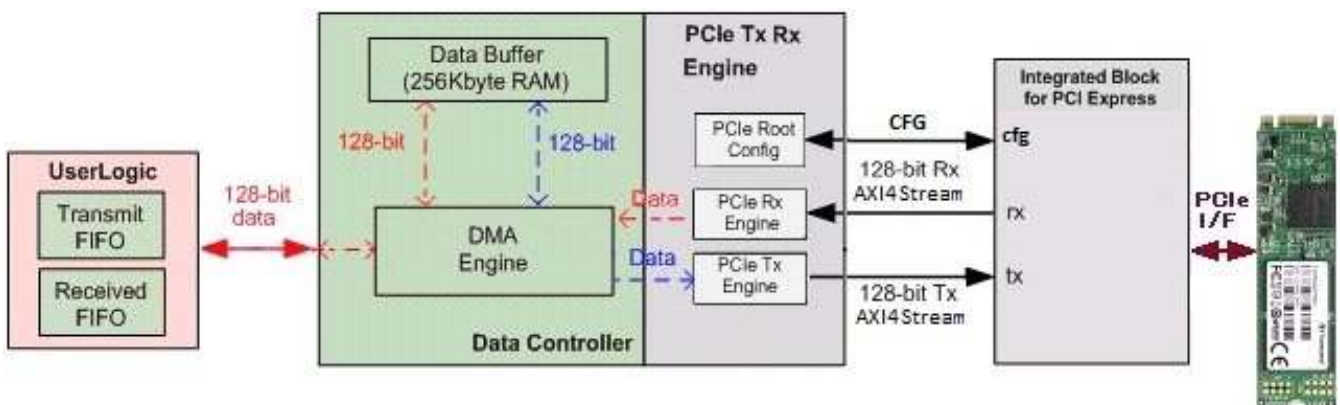 UserLogic
Transmit
FIFO
Received
FIFO
128-bit
data
Data Buffer
(256Kbyte RAM)
128-bit
128-bit
DMA
Engine
Data Controller
Data
Data
PCIe Tx Rx
Engine
PCIe Root
Config
PCIe Rx
Engine
PCIe Tx
Engine
CFG
128-bit Rx
AXI4Stream
128-bit Tx
AXI4Stream
Integrated Block
for PCI Express
cfg
rx
tx
PCIe
I/F
CE